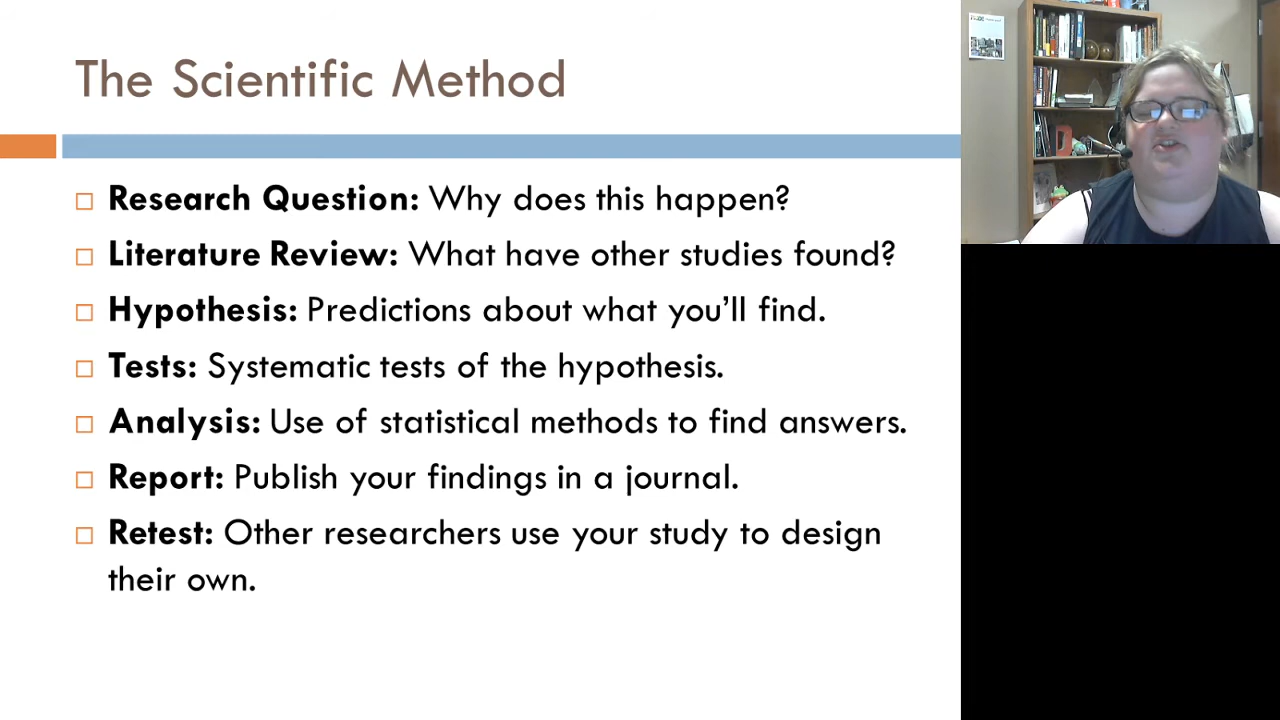 The Scientific Method
Research Question: Why does this happen?
Literature Review: What have other studies found?
Hypothesis: Predictions about what you’ll find.
Tests: Systematic tests of the hypothesis.
Analysis: Use of statistical methods to find answers.
Report: Publish your findings in a journal.
Retest: Other researchers use your study to design
their own.